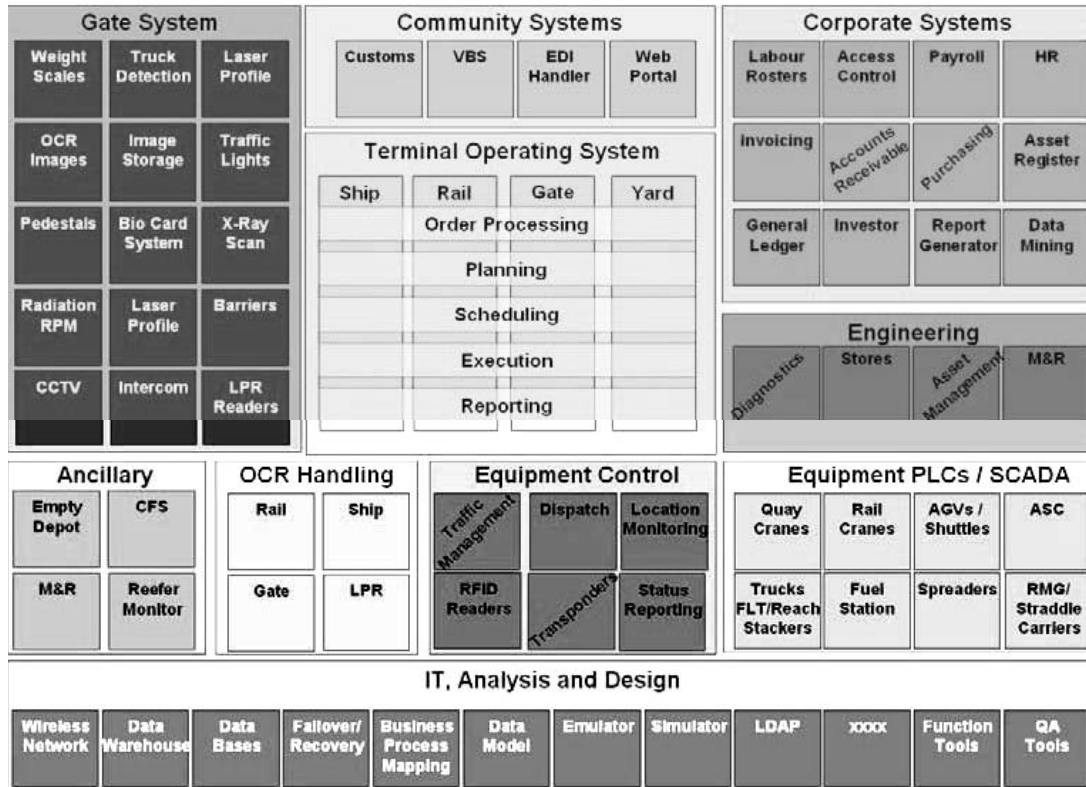 Gate System
Weight Scales
Truck Detection
Laser Profile
OCR Images
Image Storage
Traffic Lights
Pedestals
Bio Card System
X-Ray Scan
Radiation RPM
Laser Profile
Barriers
CCTV
Intercom
LPR Readers
Community Systems
Customs
VBS
EDI Handler
Web Portal
Terminal Operating System
Ship
Rail
Gate
Yard
Order Processing
Planning
Scheduling
Execution
Reporting
Corporate Systems
Labour Rosters
Access Control
Payroll
HR
Invoicing
Accounts Receivable
Purchasing
Asset Register
General Ledger
Investor
Report Generator
Data Mining
Engineering
Diagnostics
Stores
Asset Management
M&R
Ancillary
Empty Depot
CFS
M&R
Reefer Monitor
OCR Handling
Rail
Ship
Gate
LPR
Equipment Control
Traffic Management
Dispatch
Location Monitoring
RFID Readers
Transponders
Status Reporting
Equipment PLCs / SCADA
Quay Cranes
Rail Cranes
AGVs / Shuttles
ASC
Trucks FLT/Reach Stackers
Fuel Station
Spreaders
RMG/ Straddle Carriers
IT, Analysis and Design
Wireless Network
Data Warehouse
Data Bases
Failover/ Recovery
Business Process Mapping
Data Model
Emulator
Simulator
LDAP
xxxx
Function Tools
QA Tools